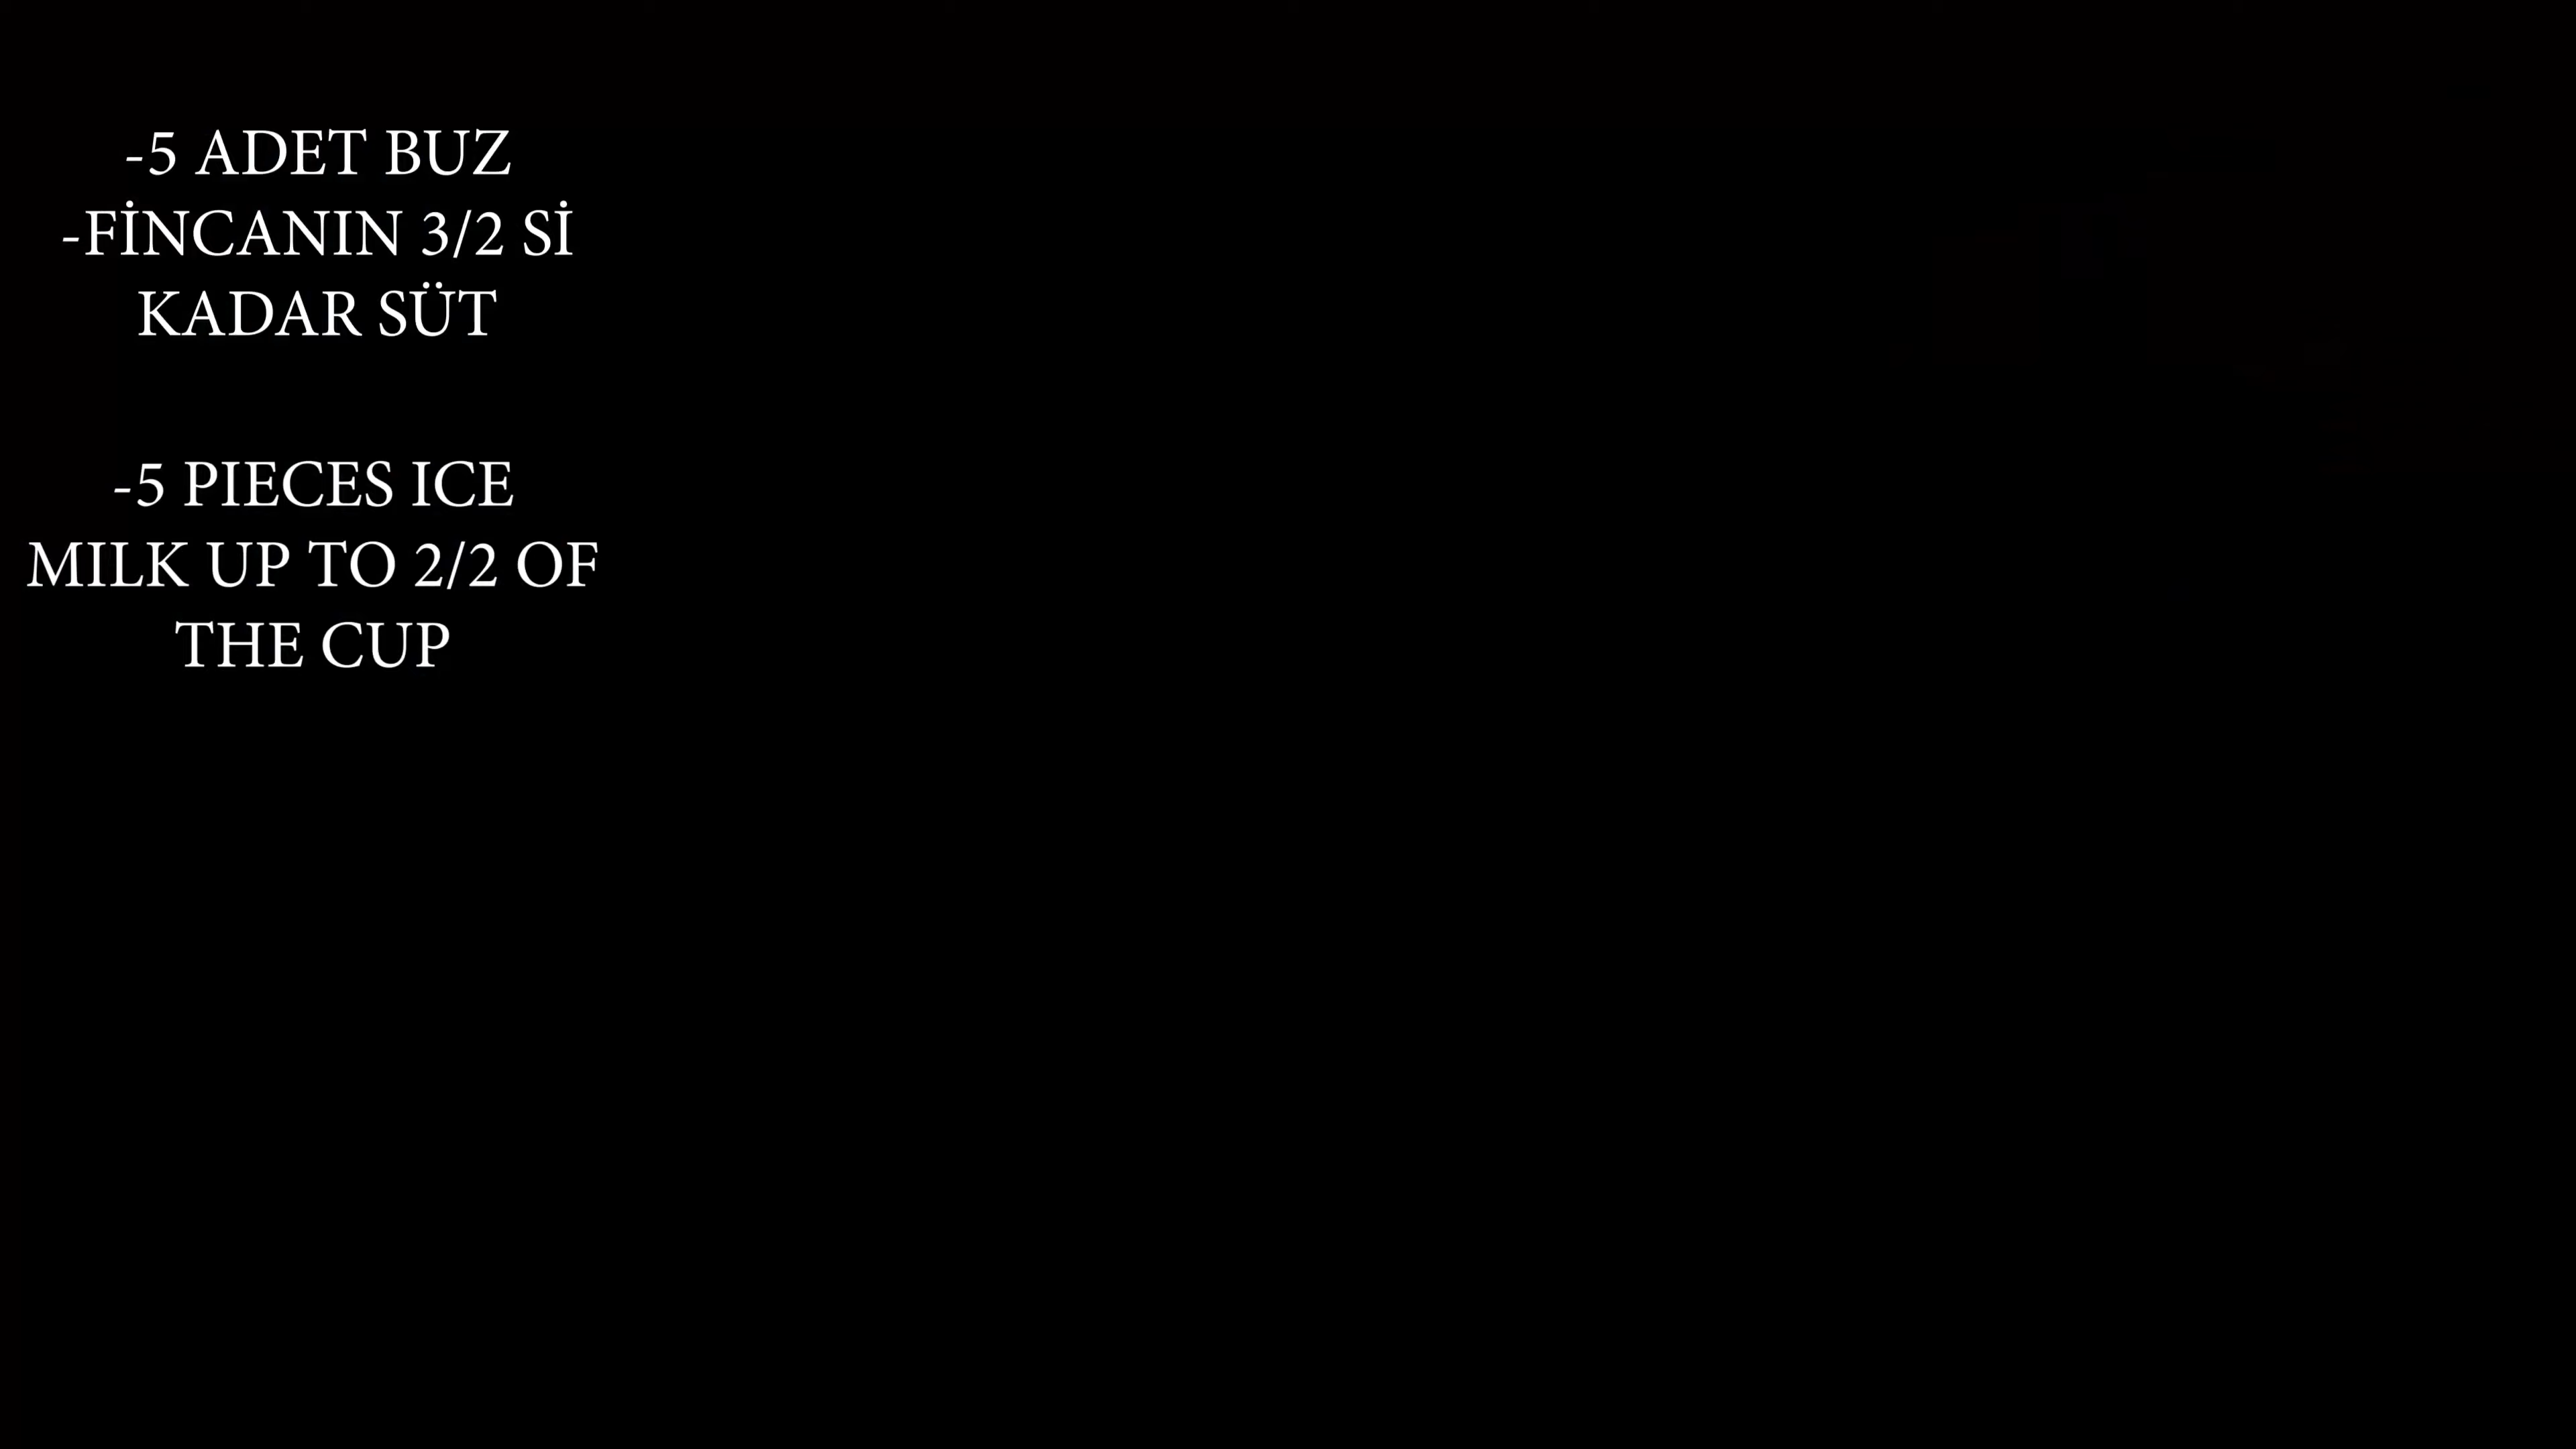 -5 ADET BUZ
-FİNCANIN 3/2 Sİ
KADAR SÜT
-5 PIECES ICE
MILK UP TO 2/2 OF
THE CUP